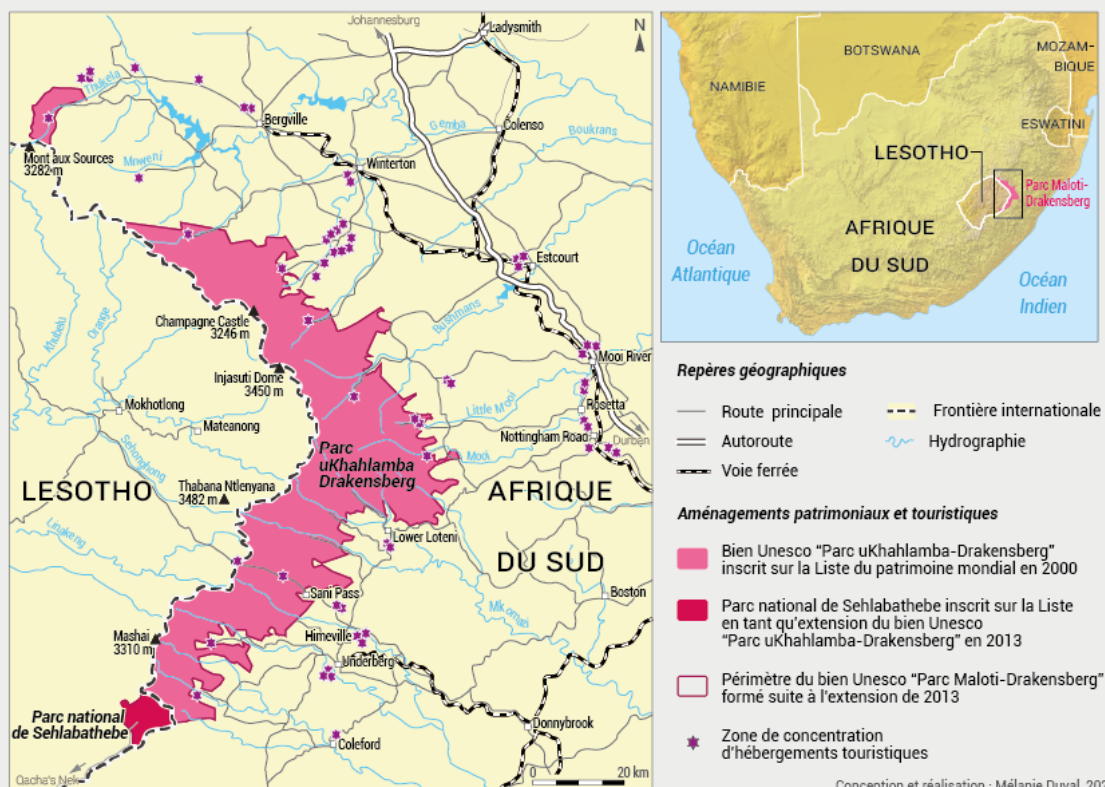 Johannesburg
N
Ladysmith
Thukela
Bergville
Gemba
Colenso
Boukrans
Mont aux Sources
3282 m
Mnweni
Winterton
Estcourt
Khubelu
Orange
Champagne Castle
3246 m
Bushmans
Injasuti Dome
3450 m
Mooi River
Mokhotlong
Mateanong
Little Mooi
Rosetta
Nottingham Road
Durban
Mooi
Parc
uKhahlamba
Drakensberg
Sehonghong
Thabana Ntlenyana
3482 m
LESOTHO
AFRIQUE
DU SUD
Linakeng
Lower Loteni
Sani Pass
Mkoman
Boston
Himeville
Mashai
3310 m
Underberg
Parc national
de Sehlabathebe
Donnybrook
Coleford
Qacha's Nek
0 20 km
NAMIBIE
BOTSWANA
MOZAM-
BIQUE
ESWATINI
LESOTHO
Parc Maloti-
Drakensberg
AFRIQUE
DU SUD
Océan
Atlantique
Océan
Indien
Repères géographiques
Route principale
Frontière internationale
Autoroute
Hydrographie
Voie ferrée
Aménagements patrimoniaux et touristiques
Bien Unesco “Parc uKhahlamba-Drakensberg”
inscrit sur la Liste du patrimoine mondial en 2000
Parc national de Sehlabathebe inscrit sur la Liste
en tant qu’extension du bien Unesco
“Parc uKhahlamba-Drakensberg” en 2013
Périmètre du bien Unesco “Parc Maloti-Drakensberg”
formé suite à l’extension de 2013
Zone de concentration
d’hébergements touristiques
Conception et réalisation : Mélanie Duval, 202